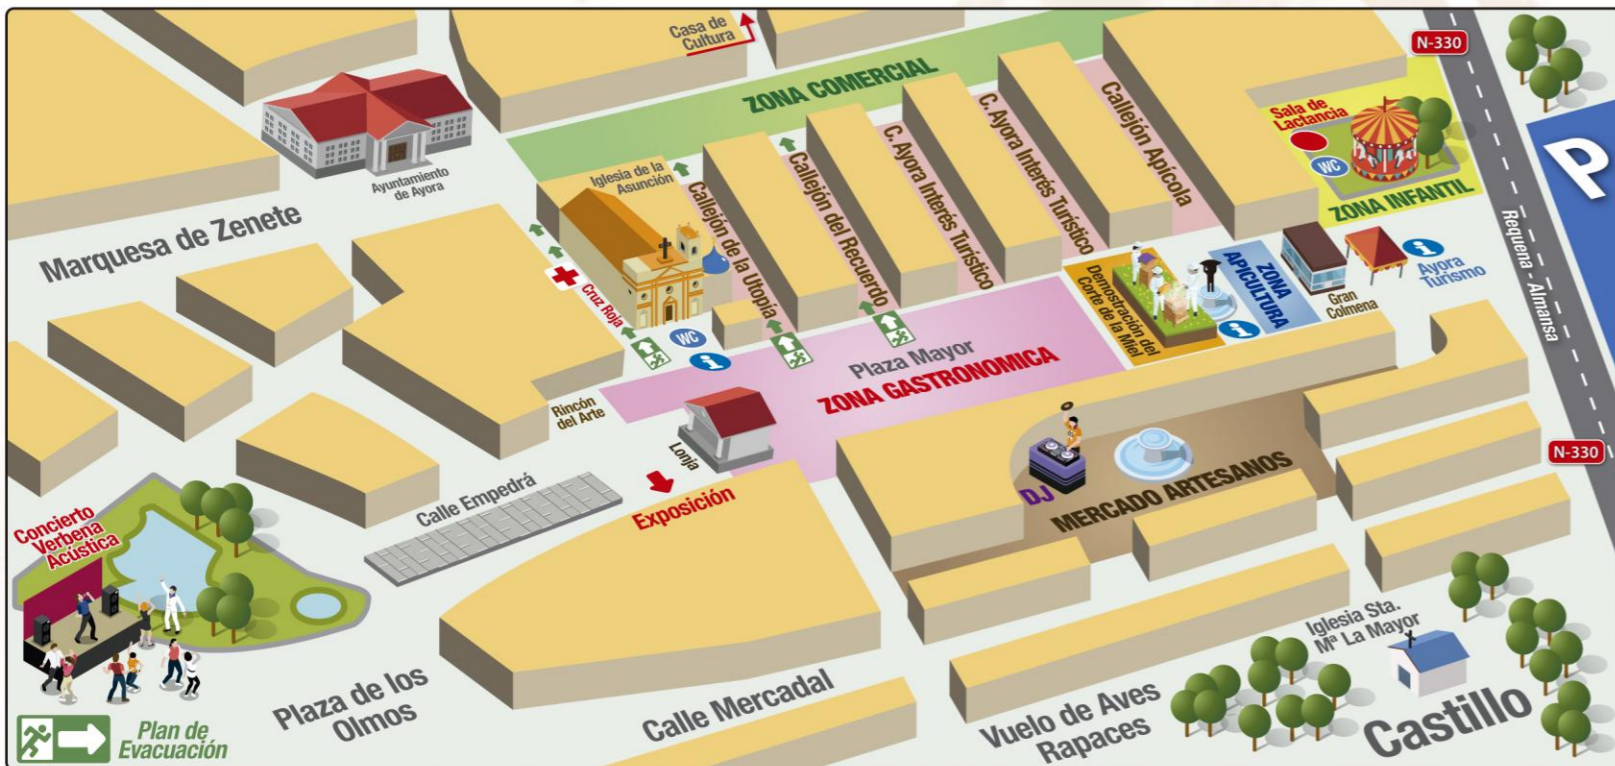 Casa de
Cultura
N-330
ZONA COMERCIAL
Sala de
Lactancia
WC
ZONA INFANTIL
P
Ayuntamiento
de Ayora
Iglesia de la
Asunción
Callejón de la Utopía
Callejón del Recuerdo
C. Ayora Interés Turístico
C. Ayora Interés Turístico
Callejón Apícola
Marquesa de Zenete
Cruz Roja
WC
i
Demostración del
Corte de la Miel
i
ZONA
APICULTURA
Gran
Colmena
i
Ayora
Turismo
Requena - Almansa
Plaza Mayor
ZONA GASTRONOMICA
Rincón
del Arte
Lonja
Exposición
Calle Empedrá
DJ
MERCADO ARTESANOS
N-330
Concierto
Verbena
Acústica
Plaza de los
Olmos
Calle Mercadal
Vuelo de Aves
Rapaces
Iglesia Sta.
Mª La Mayor
Castillo
Plan de
Evacuación